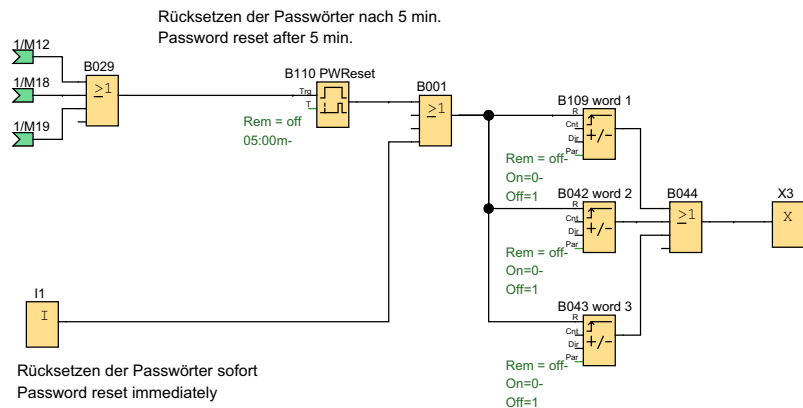 Rücksetzen der Passwörter nach 5 min.
Password reset after 5 min.
1/M12
1/M18
1/M19
B029
≥1
B110 PWReset
Trg
T
Rem = off
05:00m-
B001
≥1
B109 word 1
R
Cnt
Dir
Par
+/-
Rem = off-
On=0-
Off=1
B042 word 2
R
Cnt
Dir
Par
+/-
Rem = off-
On=0-
Off=1
B043 word 3
R
Cnt
Dir
Par
+/-
Rem = off-
On=0-
Off=1
B044
≥1
X3
X
I1
I
Rücksetzen der Passwörter sofort
Password reset immediately